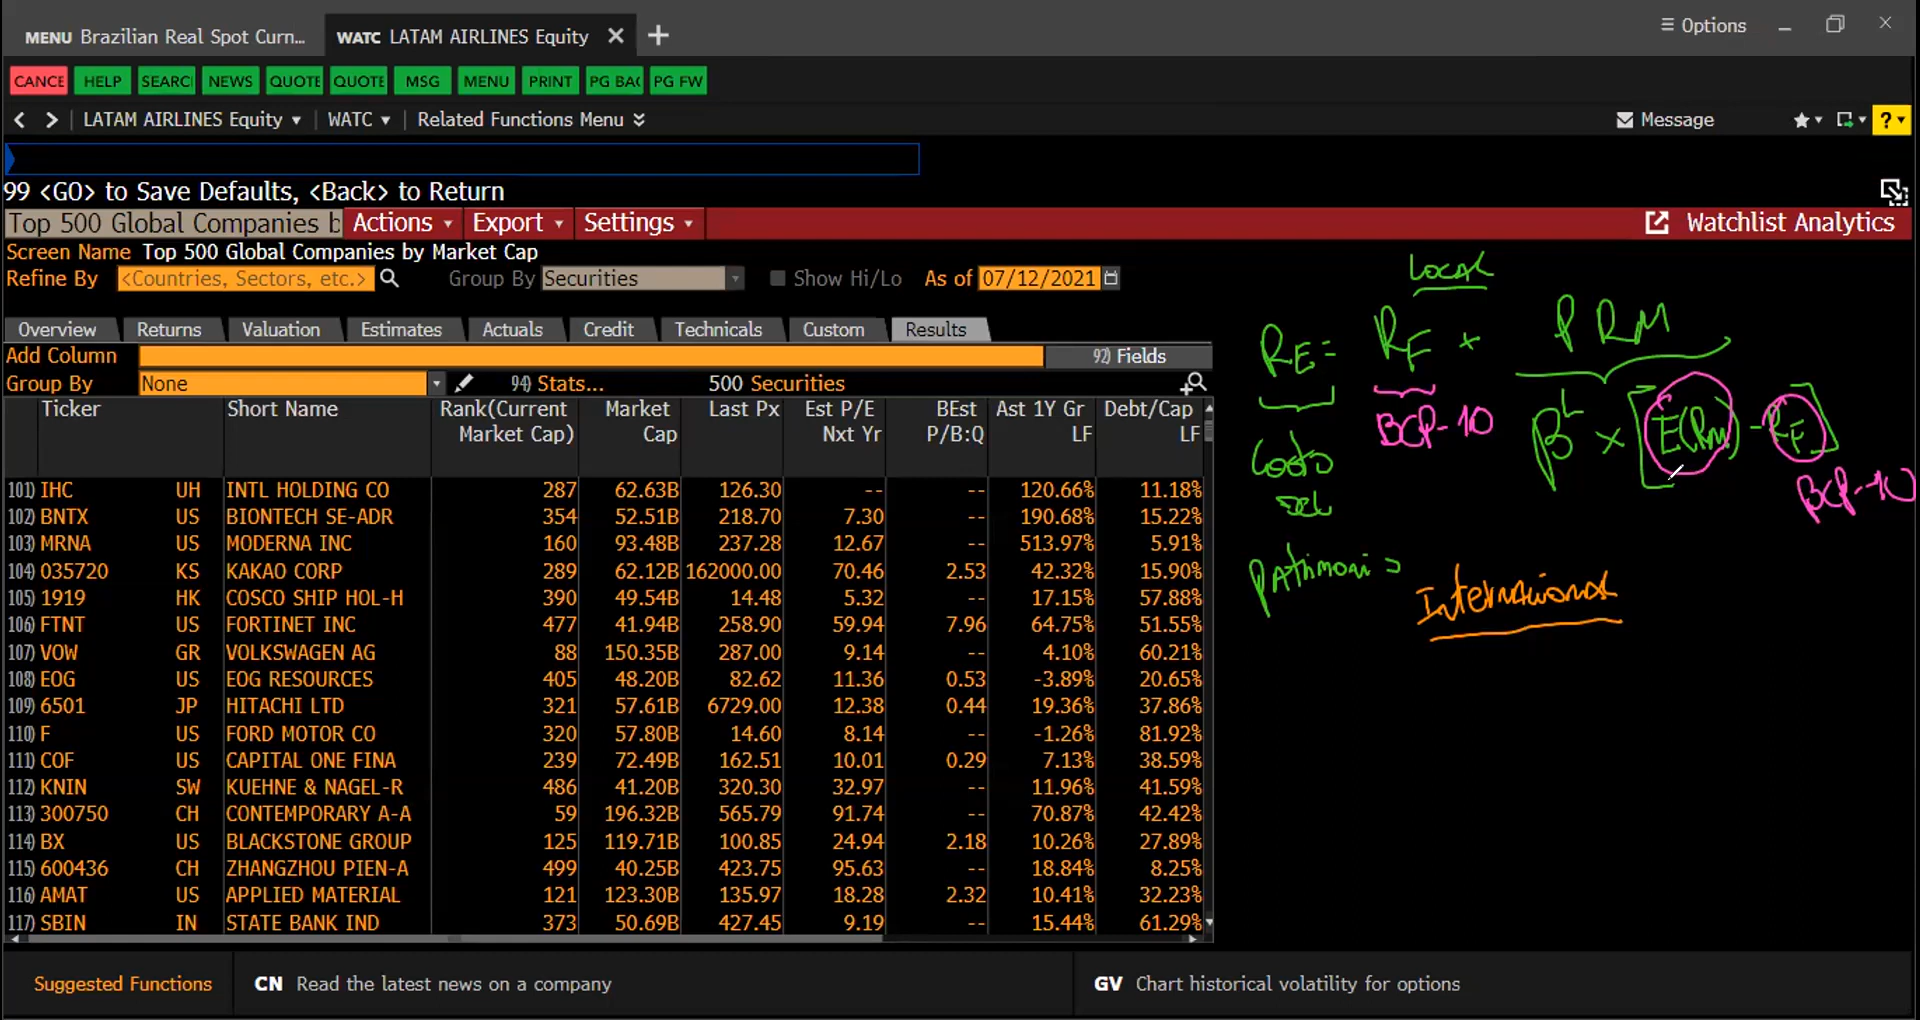 MENU Brazilian Real Spot Curn... WATC LATAM AIRLINES Equity × + Options
CANCE HELP SEARC NEWS QUOTE QUOTE MSG MENU PRINT PG BAC PG FW
LATAM AIRLINES Equity WATC Related Functions Menu Message ?
99 <GO> to Save Defaults, <Back> to Return
Top 500 Global Companies b Actions Export Settings Watchlist Analytics
Screen Name Top 500 Global Companies by Market Cap
Refine By <Countries, Sectors, etc.> Group By Securities Show Hi/Lo As of 07/12/2021
Overview Returns Valuation Estimates Actuals Credit Technicals Custom Results
Add Column 92) Fields
Group By None 94) Stats... 500 Securities
Ticker Short Name Rank(Current Market Cap) Market Cap Last Px Est P/E Nxt Yr BEst P/B:Q Ast 1Y Gr LF Debt/Cap LF
101) IHC UH INTL HOLDING CO 287 62.63B 126.30 -- -- 120.66% 11.18%
102) BNTX US BIONTECH SE-ADR 354 52.51B 218.70 7.30 -- 190.68% 15.22%
103) MRNA US MODERNA INC 160 93.48B 237.28 12.67 -- 513.97% 5.91%
104) 035720 KS KAKAO CORP 289 62.12B 162000.00 70.46 2.53 42.32% 15.90%
105) 1919 HK COSCO SHIP HOL-H 390 49.54B 14.48 5.32 -- 17.15% 57.88%
106) FTNT US FORTINET INC 477 41.94B 258.90 59.94 7.96 64.75% 51.55%
107) VOW GR VOLKSWAGEN AG 88 150.35B 287.00 9.14 -- 4.10% 60.21%
108) EOG US EOG RESOURCES 405 48.20B 82.62 11.36 0.53 -3.89% 20.65%
109) 6501 JP HITACHI LTD 321 57.61B 6729.00 12.38 0.44 19.36% 37.86%
110) F US FORD MOTOR CO 320 57.80B 14.60 8.14 -- -1.26% 81.92%
111) COF US CAPITAL ONE FINA 239 72.49B 162.51 10.01 0.29 7.13% 38.59%
112) KNIN SW KUEHNE & NAGEL-R 486 41.20B 320.30 32.97 -- 11.96% 41.59%
113) 300750 CH CONTEMPORARY A-A 59 196.32B 565.79 91.74 -- 70.87% 42.42%
114) BX US BLACKSTONE GROUP 125 119.71B 100.85 24.94 2.18 10.26% 27.89%
115) 600436 CH ZHANGZHOU PIEN-A 499 40.25B 423.75 95.63 -- 18.84% 8.25%
116) AMAT US APPLIED MATERIAL 121 123.30B 135.97 18.28 2.32 10.41% 32.23%
117) SBIN IN STATE BANK IND 373 50.69B 427.45 9.19 -- 15.44% 61.29%
LOCAL
RE = RF + PRM
BCP-10 β L × [E(RM) - RF]
BCP-10
Costo
del
Internacional
Suggested Functions CN Read the latest news on a company GV Chart historical volatility for options